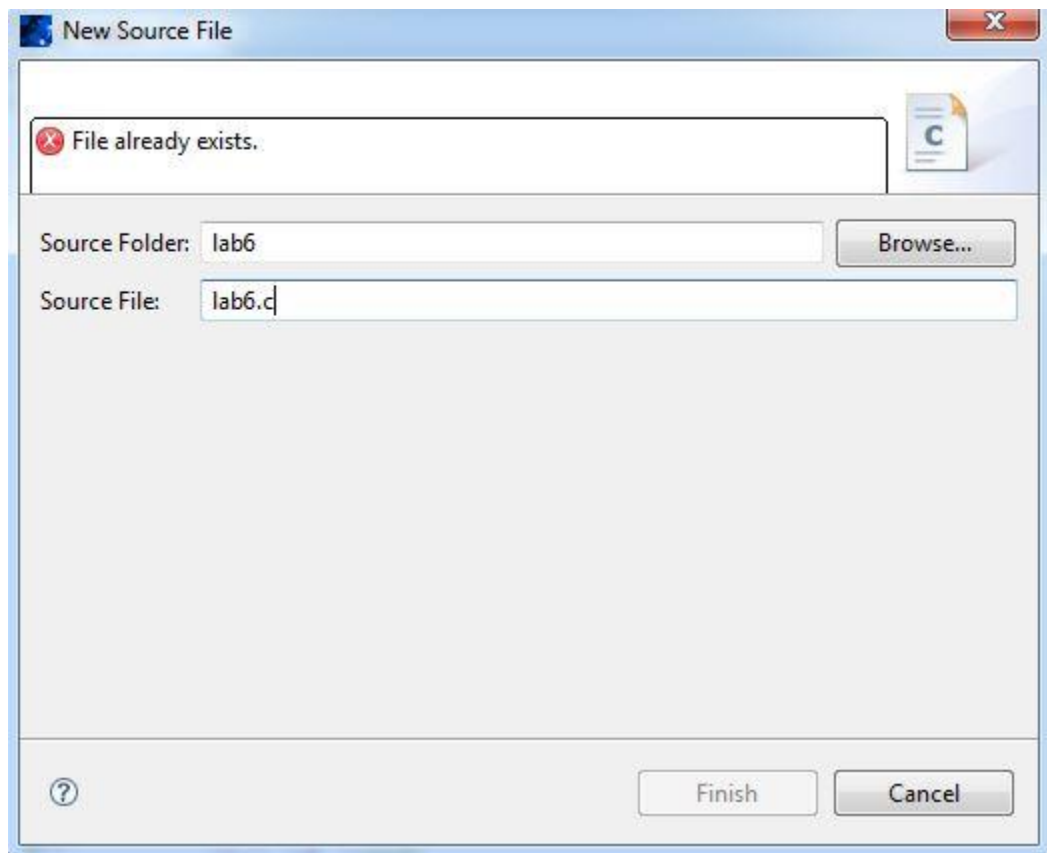 New Source File
File already exists.
C
Source Folder: lab6 Browse...
Source File: lab6.c
?
Finish Cancel